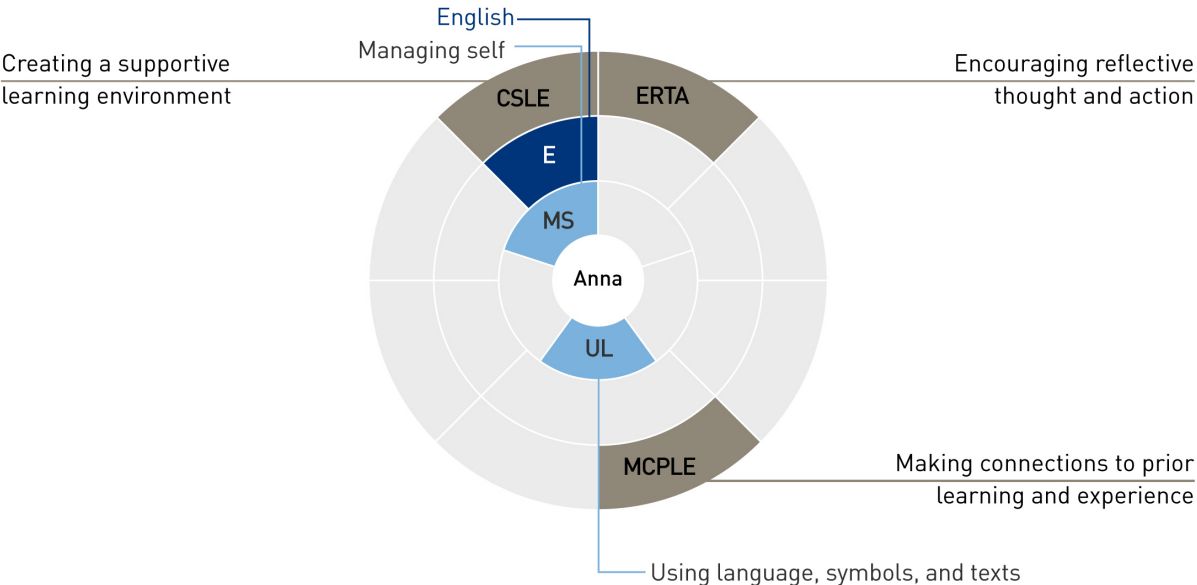 English
Managing self
Creating a supportive
learning environment
Encouraging reflective
thought and action
CSLE
ERTA
E
MS
Anna
UL
MCPLE
Making connections to prior
learning and experience
Using language, symbols, and texts